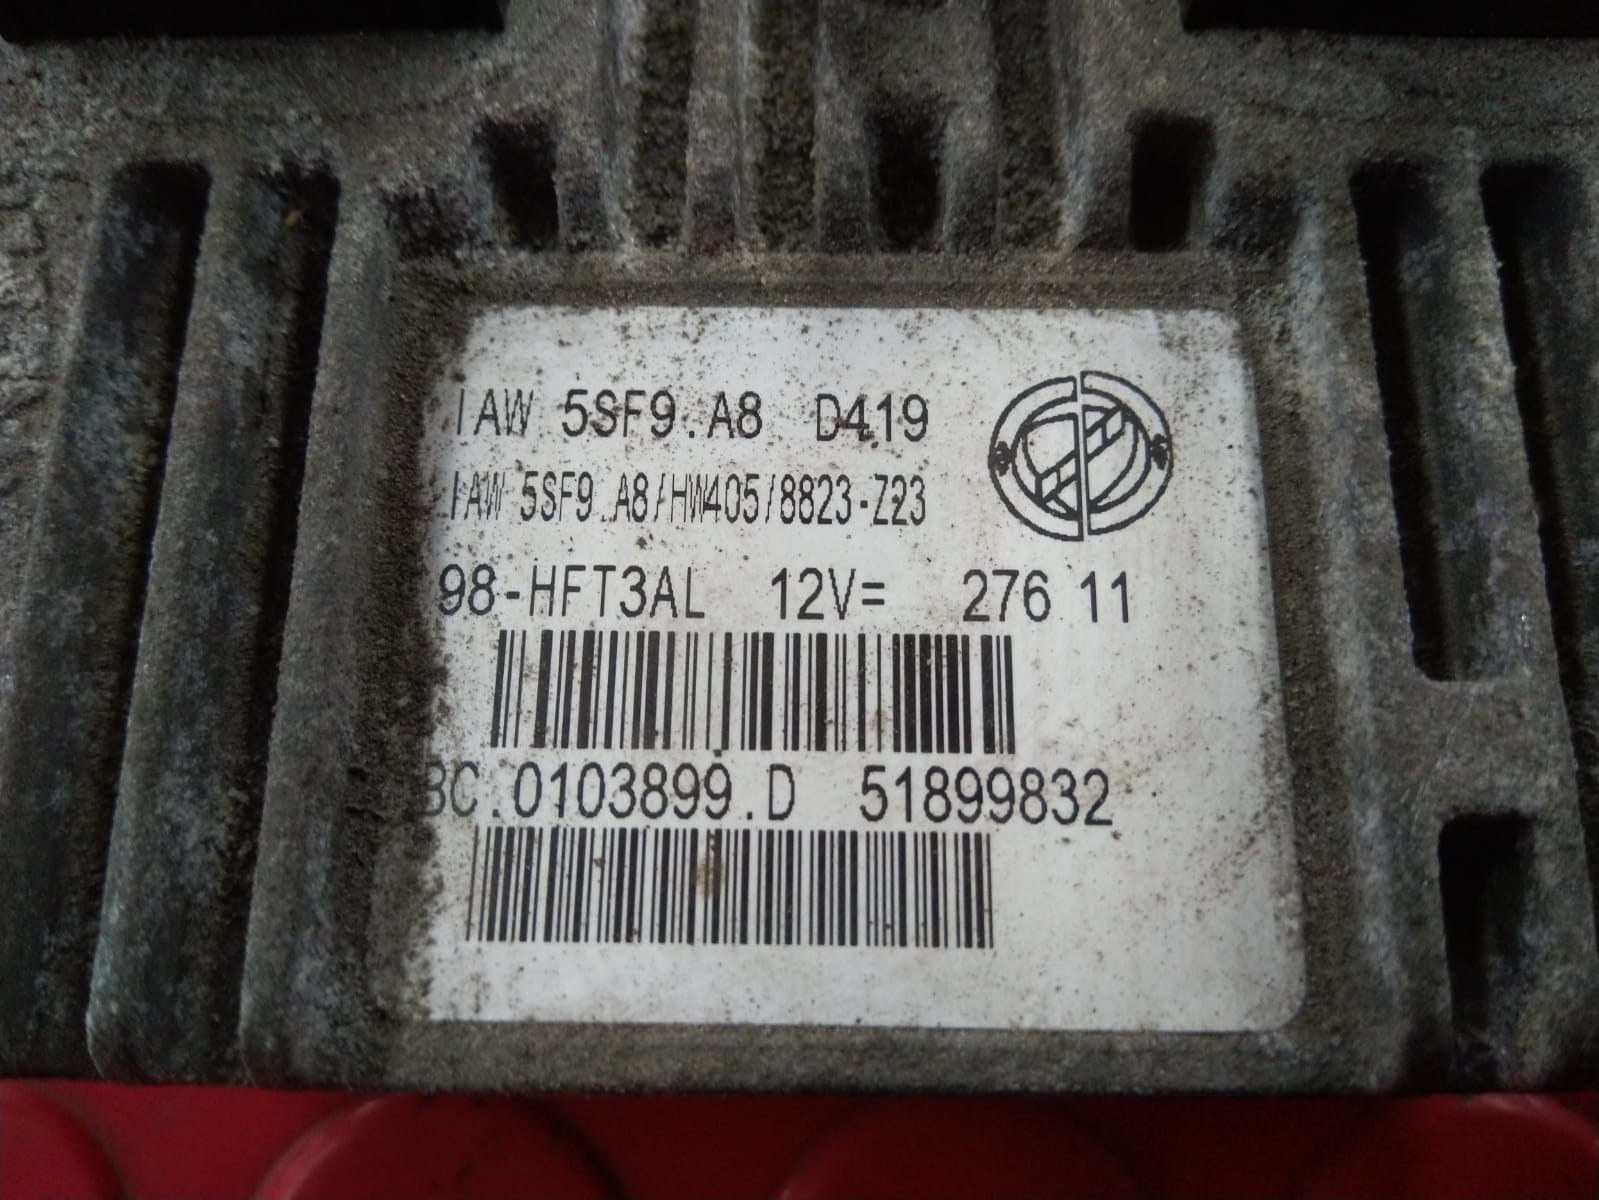 IAW 5SF9.A8 D419
IAW 5SF9.A8/HW405/8823-Z23
98-HFT3AL 12V= 276 11
BC.0103899.D 51899832